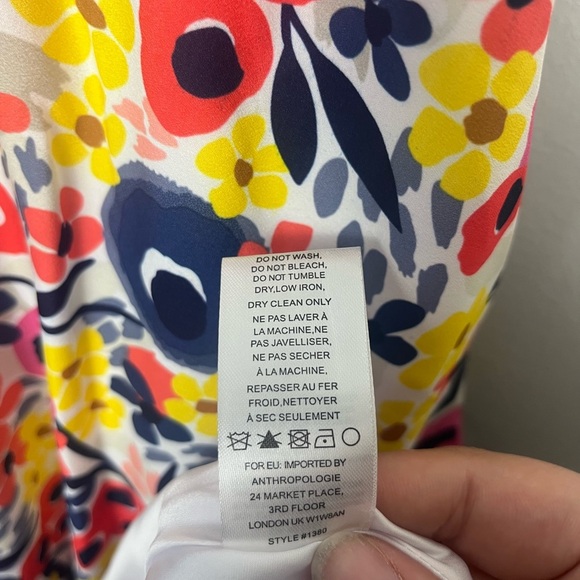 DO NOT WASH,
DO NOT BLEACH,
DO NOT TUMBLE
DRY,LOW IRON,
DRY CLEAN ONLY
NE PAS LAVER À
LA MACHINE,NE
PAS JAVELLISER,
NE PAS SECHER
À LA MACHINE,
REPASSER AU FER
FROID,NETTOYER
À SEC SEULEMENT
FOR EU: IMPORTED BY
ANTHROPOLOGIE
24 MARKET PLACE,
3RD FLOOR
LONDON UK W1W8AN
STYLE #1380